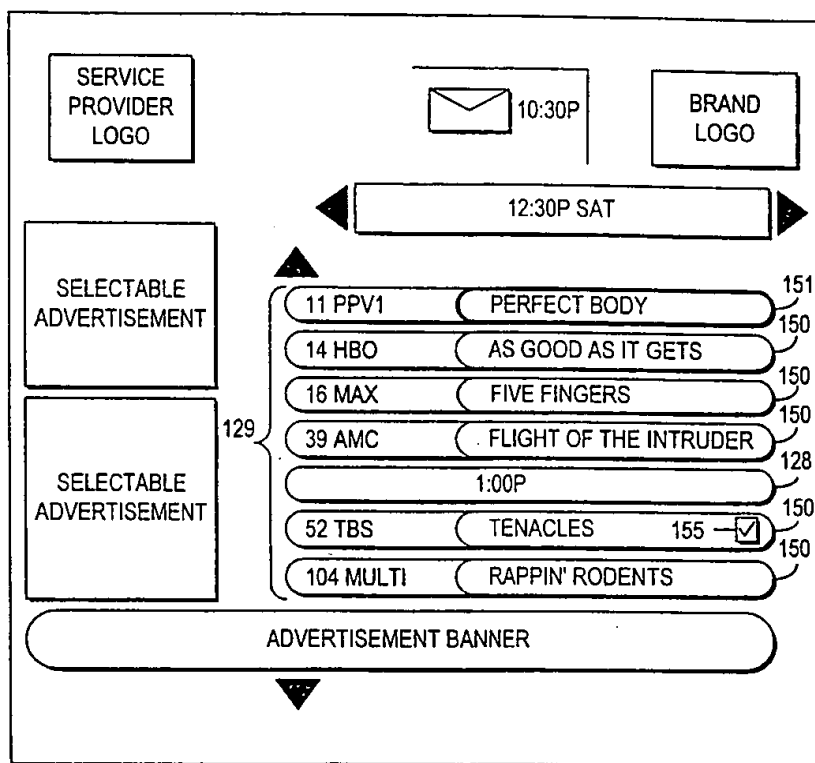 SERVICE
PROVIDER
LOGO
10:30P
BRAND
LOGO
12:30P SAT
SELECTABLE
ADVERTISEMENT
SELECTABLE
ADVERTISEMENT
129
11 PPV1 PERFECT BODY 151
14 HBO AS GOOD AS IT GETS 150
16 MAX FIVE FINGERS 150
39 AMC FLIGHT OF THE INTRUDER 150
1:00P 128
52 TBS TENACLES 155 150
104 MULTI RAPPIN' RODENTS 150
ADVERTISEMENT BANNER